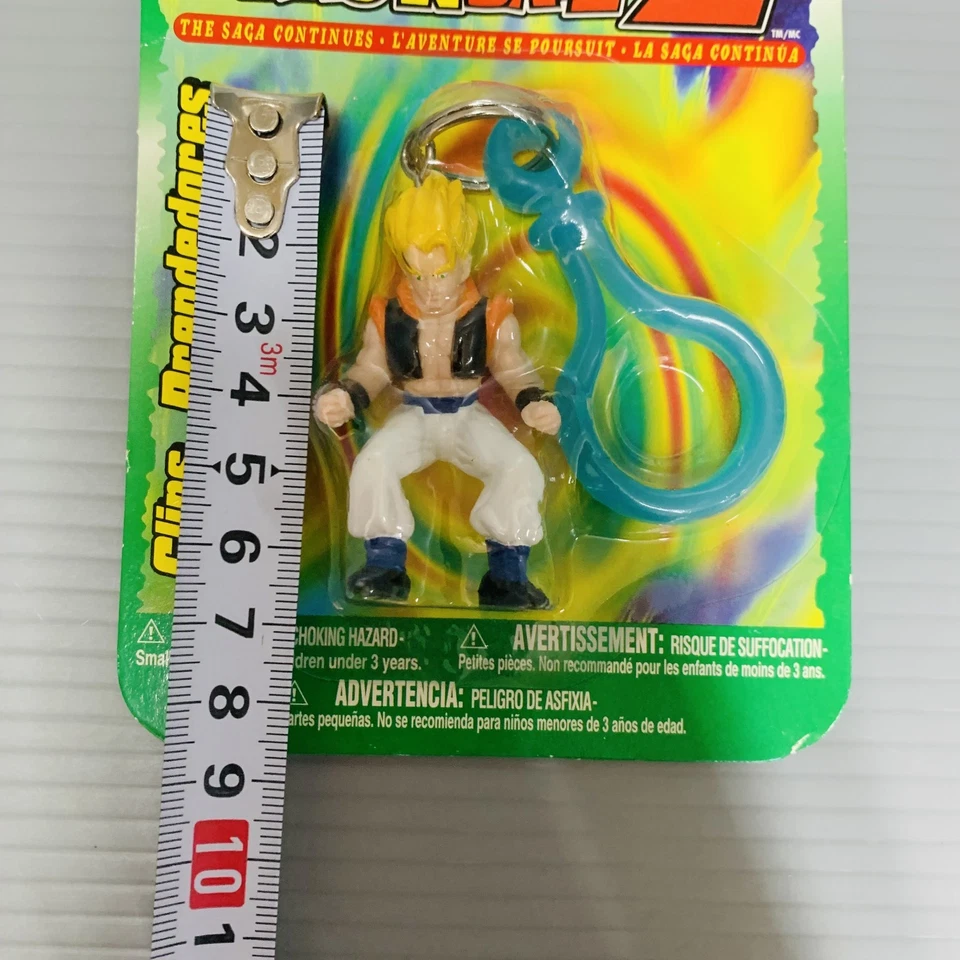 Z
TM/MC
THE SAGA CONTINUES • L'AVENTURE SE POURSUIT • LA SAGA CONTINÚA
Clips Prendedores
2
3
3m
4
5
6
7
8
9
10
1
CHOKING HAZARD-
Smal
dren under 3 years.
AVERTISSEMENT: RISQUE DE SUFFOCATION-
Petites pièces. Non recommandé pour les enfants de moins de 3 ans.
ADVERTENCIA: PELIGRO DE ASFIXIA-
artes pequeñas. No se recomienda para niños menores de 3 años de edad.